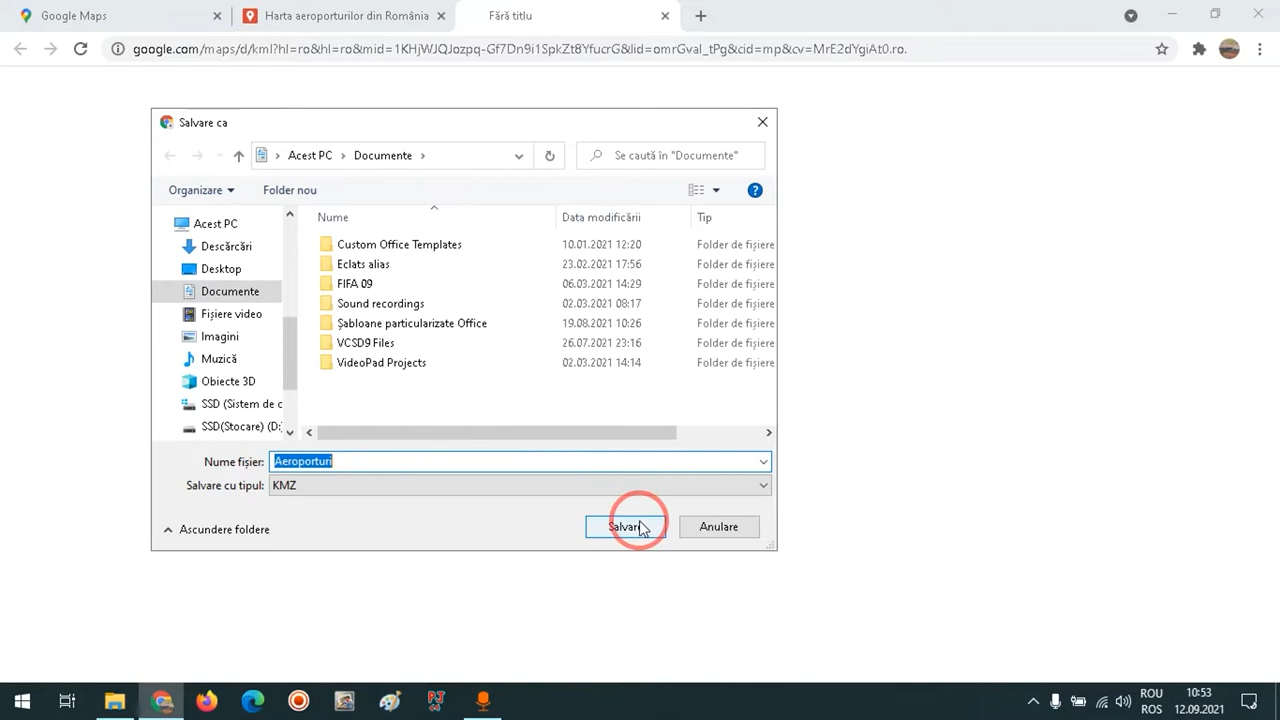 Google Maps
Harta aeroporturilor din România
Fără titlu
google.com/maps/d/kml?hl=ro&hl=ro&mid=1KHjWJQJozpq-Gf7Dn9i1SpkZt8YfucrG&lid=omrGval_tPg&cid=mp&cv=MrE2dYgiAt0.ro.
Salvare ca
Acest PC > Documente >
Se caută în "Documente"
Organizare
Folder nou
Acest PC
Descărcări
Desktop
Documente
Fișiere video
Imagini
Muzică
Obiecte 3D
SSD (Sistem de c
SSD(Stocare) (D:
Nume Data modificării Tip
Custom Office Templates 10.01.2021 12:20 Folder de fișiere
Eclats alias 23.02.2021 17:56 Folder de fișiere
FIFA 09 06.03.2021 14:29 Folder de fișiere
Sound recordings 02.03.2021 08:17 Folder de fișiere
Șabloane particularizate Office 19.08.2021 10:26 Folder de fișiere
VCSD9 Files 26.07.2021 23:16 Folder de fișiere
VideoPad Projects 02.03.2021 14:14 Folder de fișiere
Nume fișier: Aeroporturi
Salvare cu tipul: KMZ
Ascundere foldere
Salvare
Anulare
ROU 10:53
ROS 12.09.2021